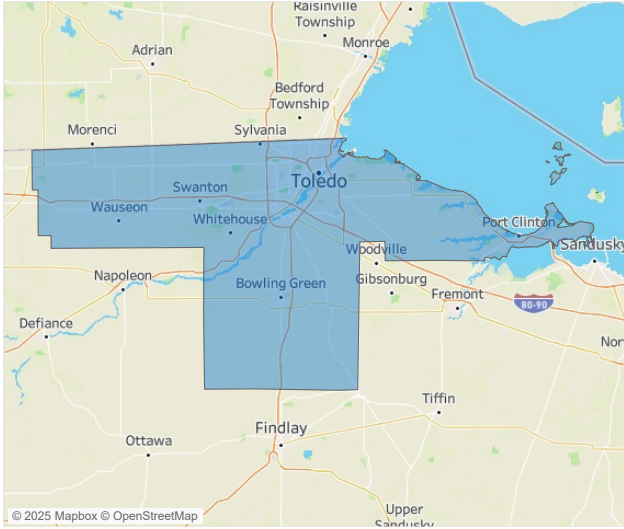 Raisinville
Township
Monroe
Adrian
Bedford
Township
Morenci
Sylvania
Toledo
Swanton
Wauseon
Whitehouse
Port Clinton
Sandusky
Woodville
Napoleon
Bowling Green
Gibsonburg
Fremont
80-90
Defiance
Nor
Tiffin
Findlay
Ottawa
Upper
Sandusky
© 2025 Mapbox © OpenStreetMap